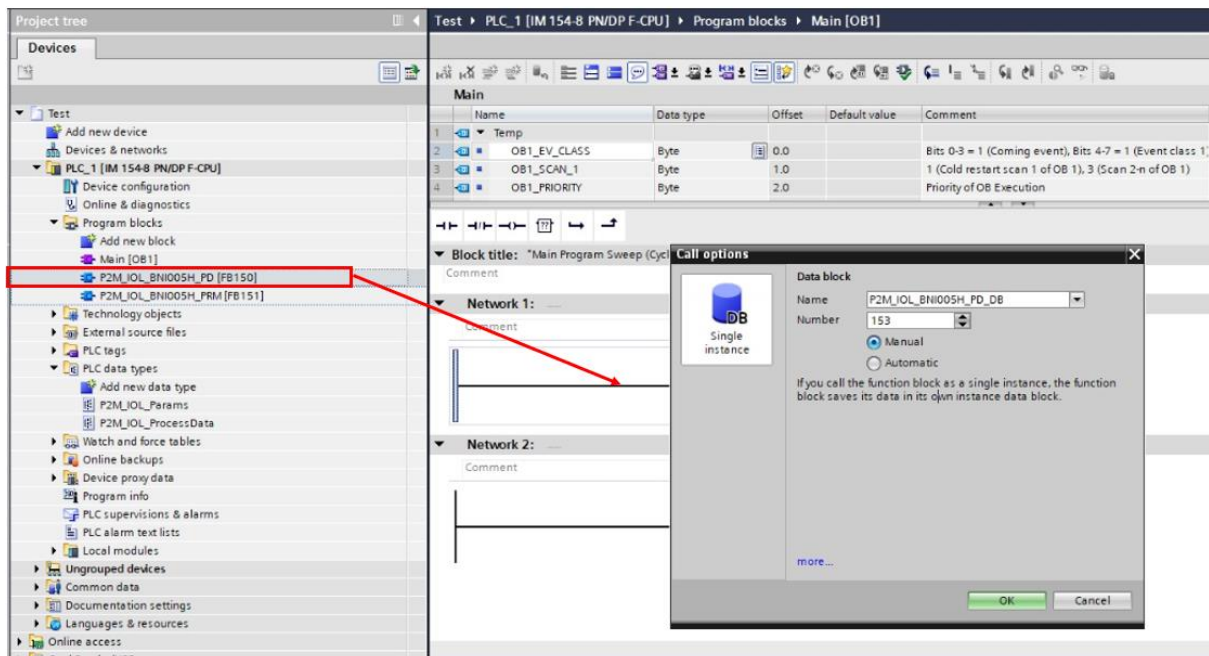 Project tree
Devices
Test
Add new device
Devices & networks
PLC_1 [IM 154-8 PN/DP F-CPU]
Device configuration
Online & diagnostics
Program blocks
Add new block
Main [OB1]
P2M_IOL_BNI005H_PD [FB150]
P2M_IOL_BNI005H_PRM [FB151]
Technology objects
External source files
PLC tags
PLC data types
Add new data type
P2M_IOL_Params
P2M_IOL_ProcessData
Watch and force tables
Online backups
Device proxy data
Program info
PLC supervisions & alarms
PLC alarm text lists
Local modules
Ungrouped devices
Common data
Documentation settings
Languages & resources
Online access
Test PLC_1 [IM 154-8 PN/DP F-CPU] Program blocks Main [OB1]
Main
Name Data type Offset Default value Comment
1 Temp
2 OB1_EV_CLASS Byte 0.0 Bits 0-3 = 1 (Coming event), Bits 4-7 = 1 (Event class 1)
3 OB1_SCAN_1 Byte 1.0 1 (Cold restart scan 1 of OB 1), 3 (Scan 2-n of OB 1)
4 OB1_PRIORITY Byte 2.0 Priority of OB Execution
??
Block title: "Main Program Sweep (Cycl
Comment
Network 1:
Comment
Network 2:
Comment
Call options
DB
Single
instance
Data block
Name P2M_IOL_BNI005H_PD_DB
Number 153
Manual
Automatic
If you call the function block as a single instance, the function
block saves its data in its own instance data block.
more...
OK Cancel